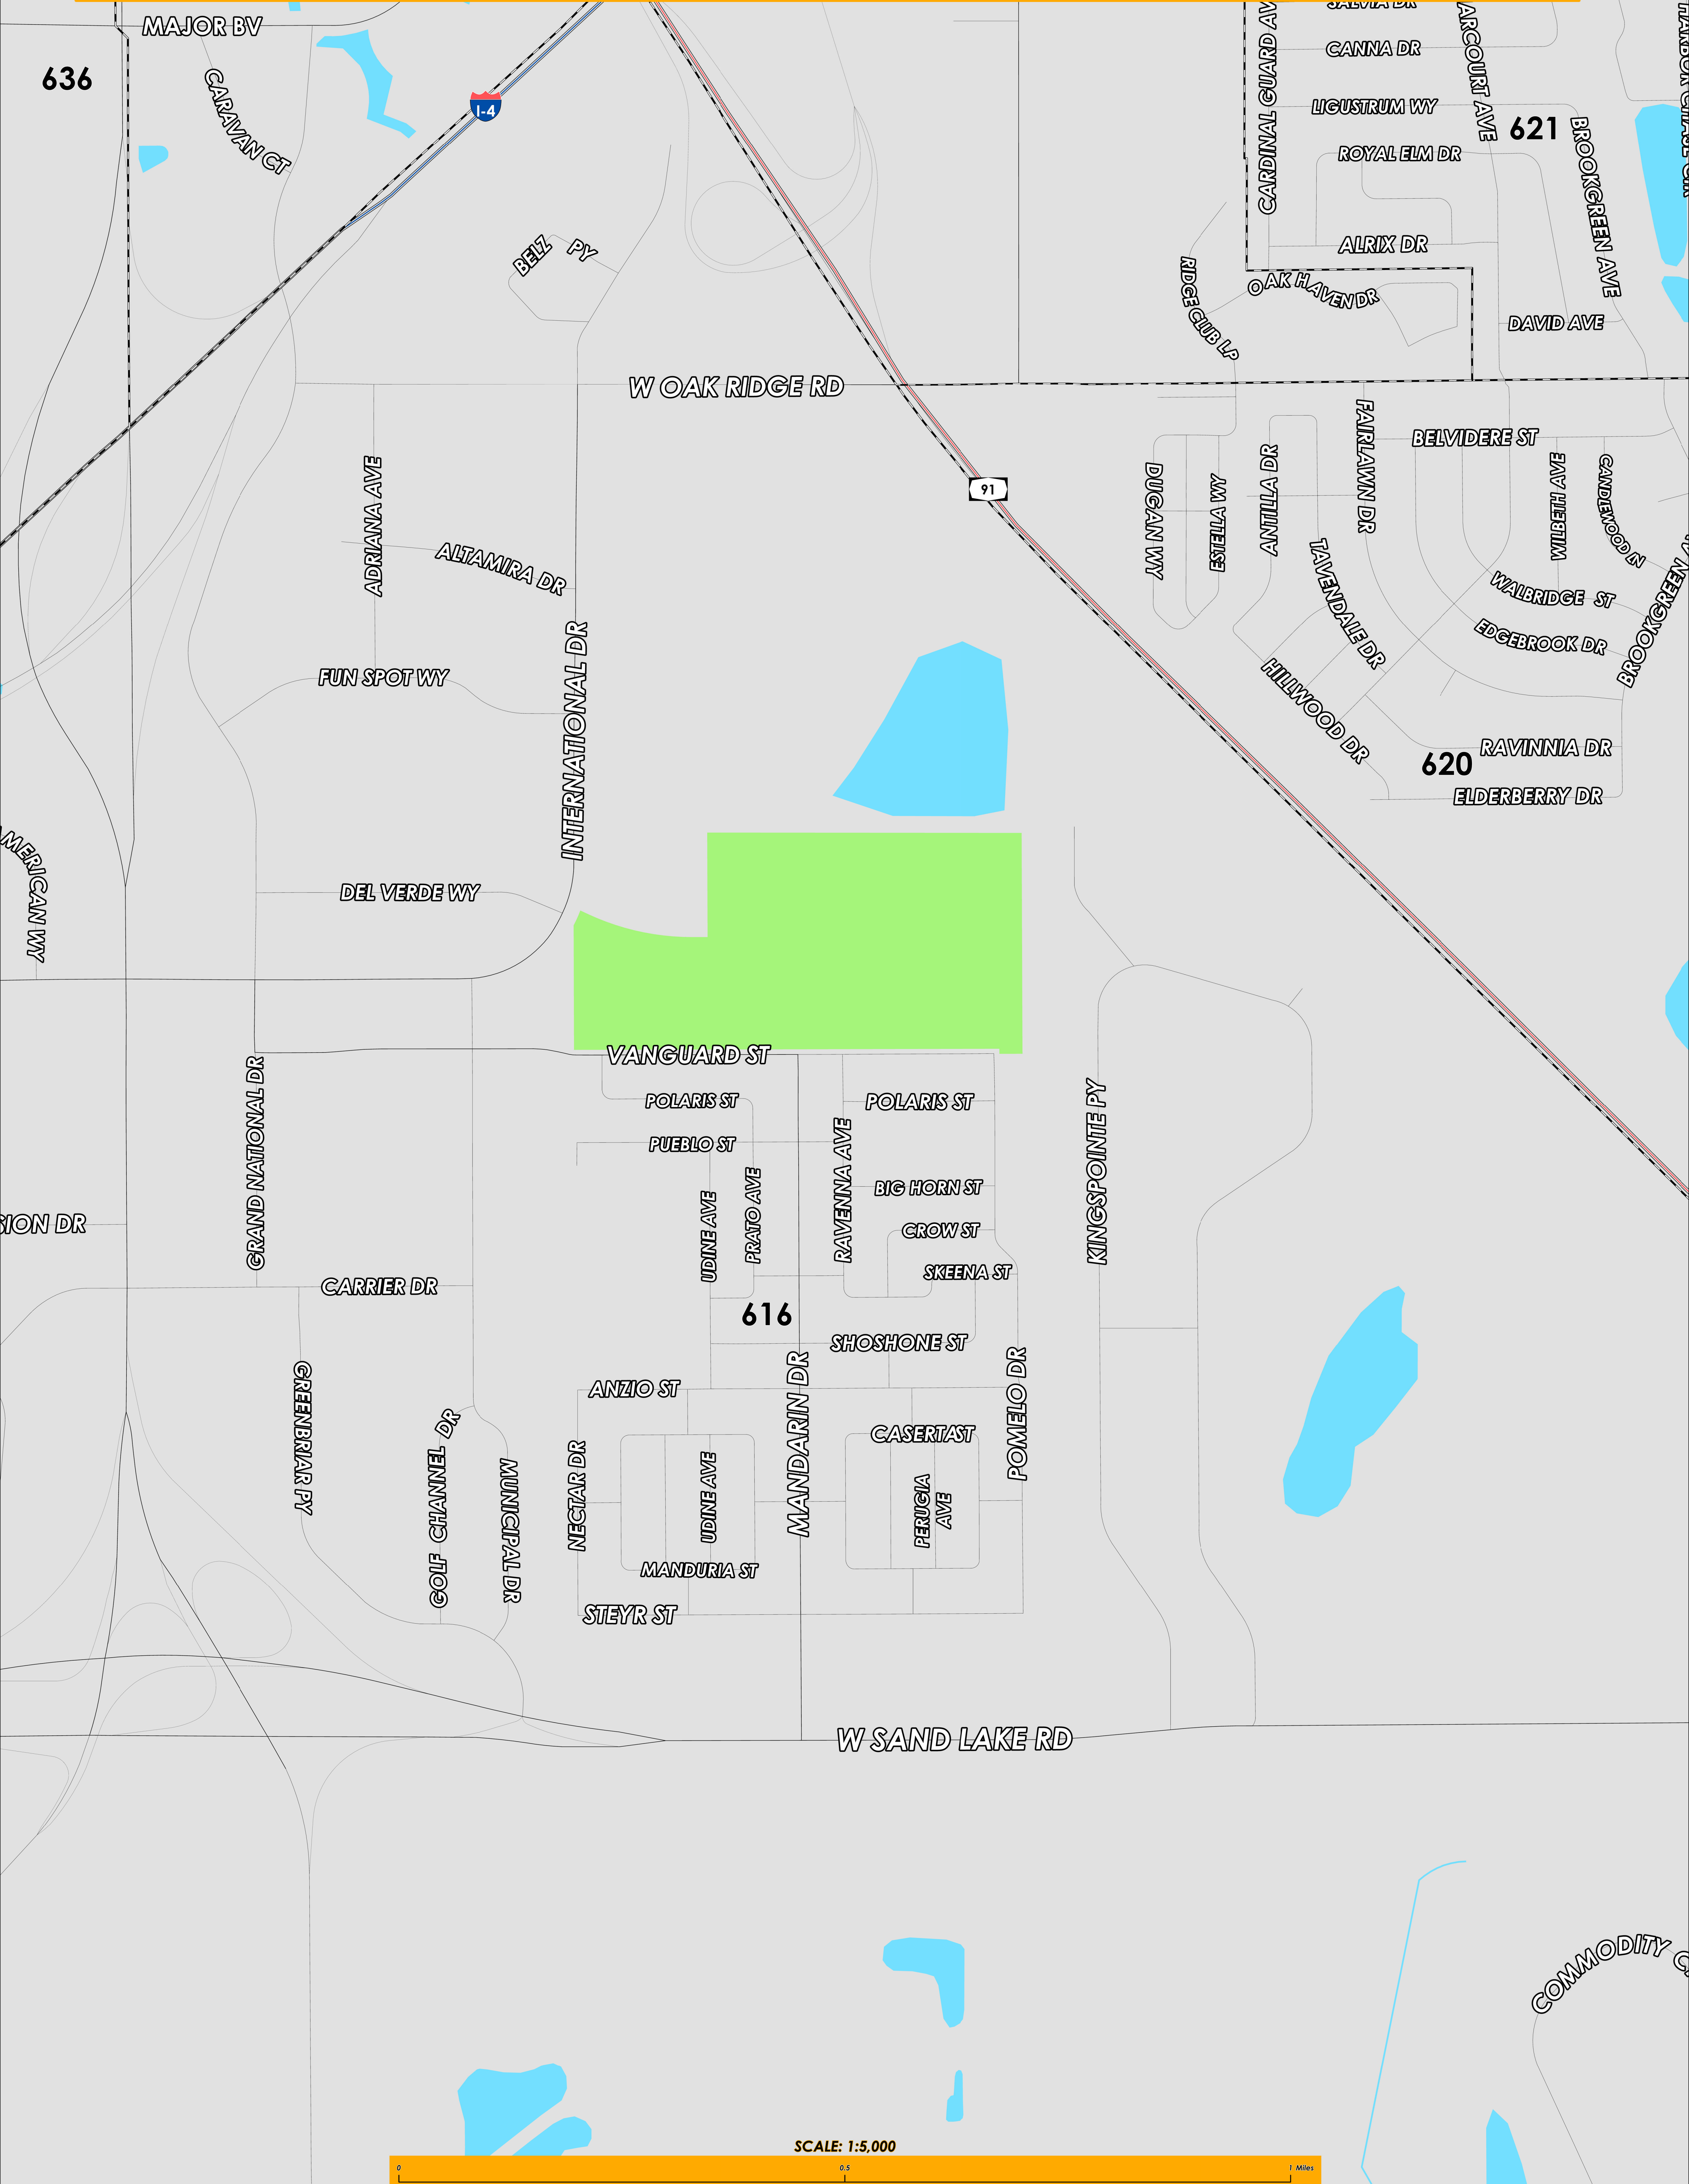 SALVIA DR
MAJOR BV
CANNA DR
636
CARAVAN CT
I-4
CARDINAL GUARD AV
LIGUSTRUM WY
621
ROYAL ELM DR
BROOKGREEN AVE
ALRIX DR
BELZ PY
RIDGE CLUB LP
OAK HAVEN DR
DAVID AVE
W OAK RIDGE RD
FAIRLAWN DR
BELVIDERE ST
91
ADRIANA AVE
ALTAMIRA DR
DUGAN WY
ESTELLA WY
ANTILLA DR
WILBETH AVE
CANDLEWOOD LN
TAVENDALE DR
WALBRIDGE ST
EDGEBROOK DR
BROOKGREEN A
FUN SPOT WY
INTERNATIONAL DR
HILLWOOD DR
RAVINNIA DR
620
ELDERBERRY DR
MERICAN WY
DEL VERDE WY
VANGUARD ST
POLARIS ST
POLARIS ST
PUEBLO ST
GRAND NATIONAL DR
UDINE AVE
PRATO AVE
RAVENNA AVE
BIG HORN ST
KINGSPOINTE PY
SION DR
CROW ST
SKEENA ST
CARRIER DR
616
SHOSHONE ST
ANZIO ST
MANDARIN DR
POMELO DR
GREENBRIAR PY
GOLF CHANNEL DR
CASERTA ST
MUNICIPAL DR
NECTAR DR
UDINE AVE
PERUGIA
AVE
MANDURIA ST
STEYR ST
W SAND LAKE RD
COMMODITY
SCALE: 1:5,000
0 0.5 1 Miles